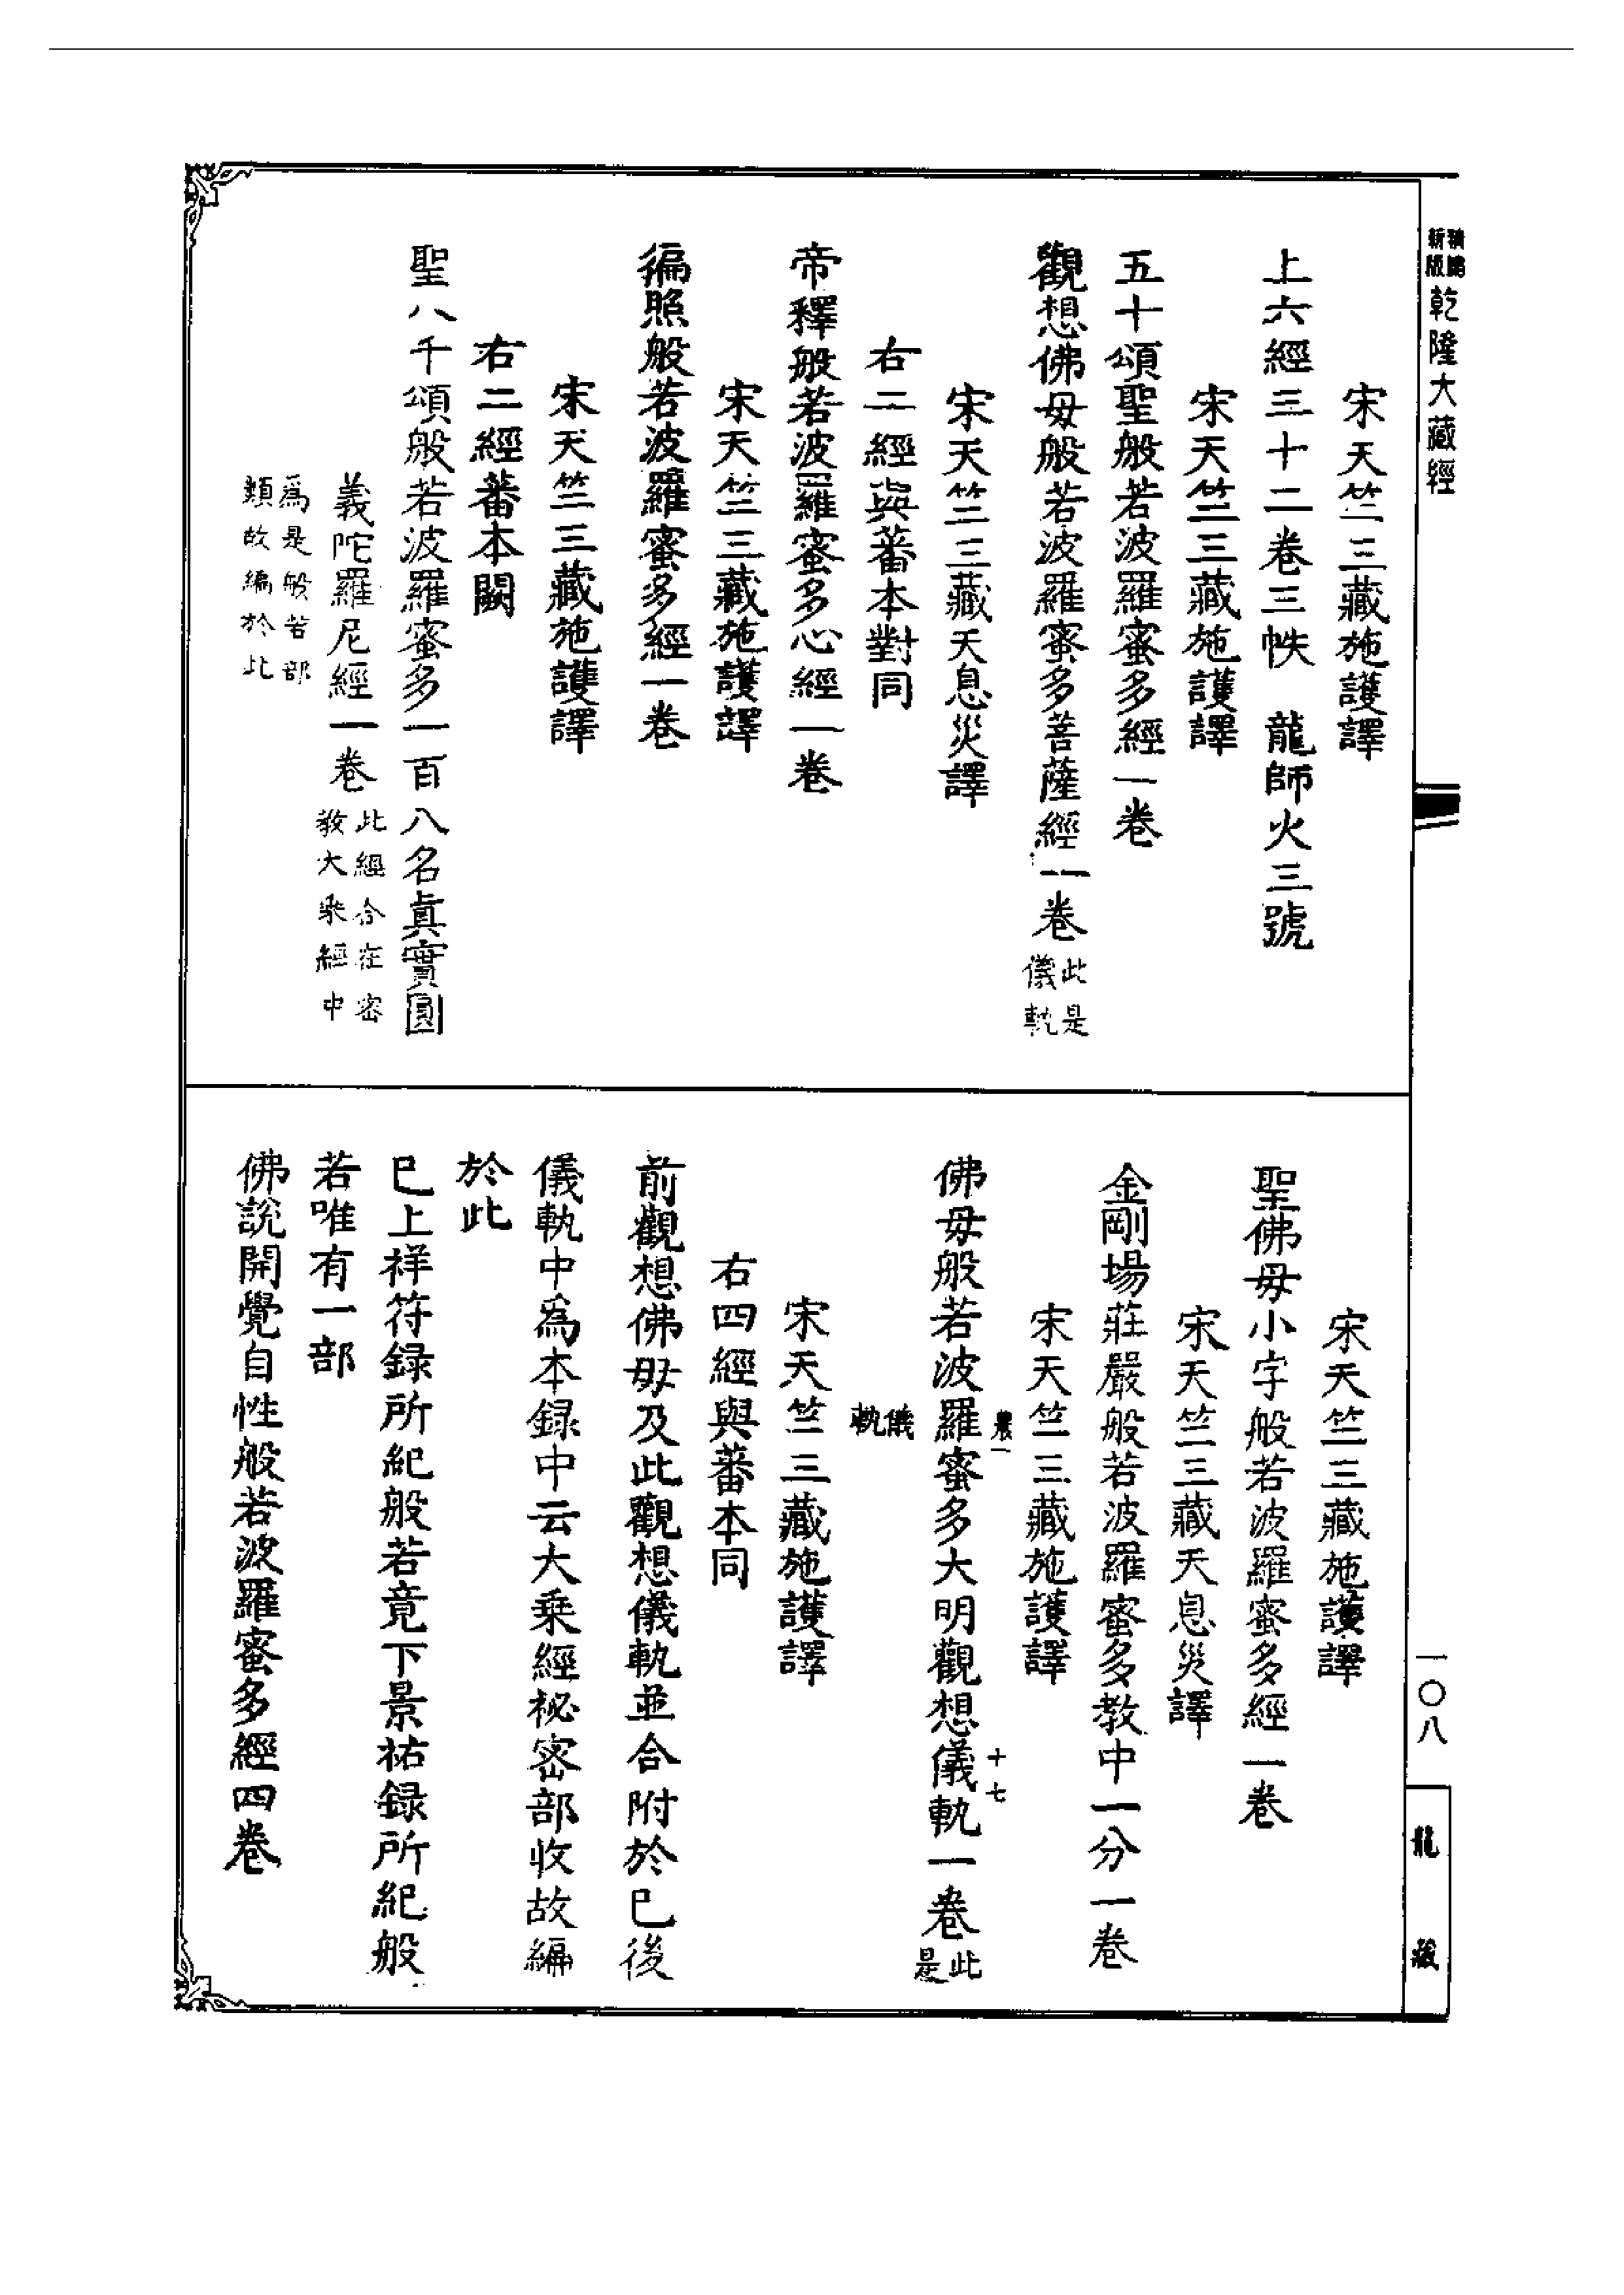 乾隆大藏經
一〇八
龍藏
宋天竺三藏施護譯
上六經三十二卷三帙 龍師火三號
宋天竺三藏施護譯
五十頌聖般若波羅蜜多經一卷
觀想佛母般若波羅蜜多菩薩經一卷 此是
儀軌
宋天竺三藏天息災譯
右二經與蕃本對同
帝釋般若波羅蜜多心經一卷
宋天竺三藏施護譯
徧照般若波羅蜜多經一卷
宋天竺三藏施護譯
右二經蕃本闕
聖八千頌般若波羅蜜多一百八名真實圓
義陀羅尼經一卷 此經合在密
教大乘經中
為是般若部
類故編於此
宋天竺三藏施護譯
聖佛母小字般若波羅蜜多經一卷
宋天竺三藏天息災譯
金剛場莊嚴般若波羅蜜多教中一分一卷
宋天竺三藏施護譯
農一 十七
佛母般若波羅蜜多大明觀想儀軌一卷 此
是
儀
軌
宋天竺三藏施護譯
右四經與蕃本同
前觀想佛母及此觀想儀軌並合附於已後
儀軌中為本録中云大乘經祕密部收故編
於此
已上祥符録所紀般若竟下景祐録所紀般
若唯有一部
佛說開覺自性般若波羅蜜多經四卷